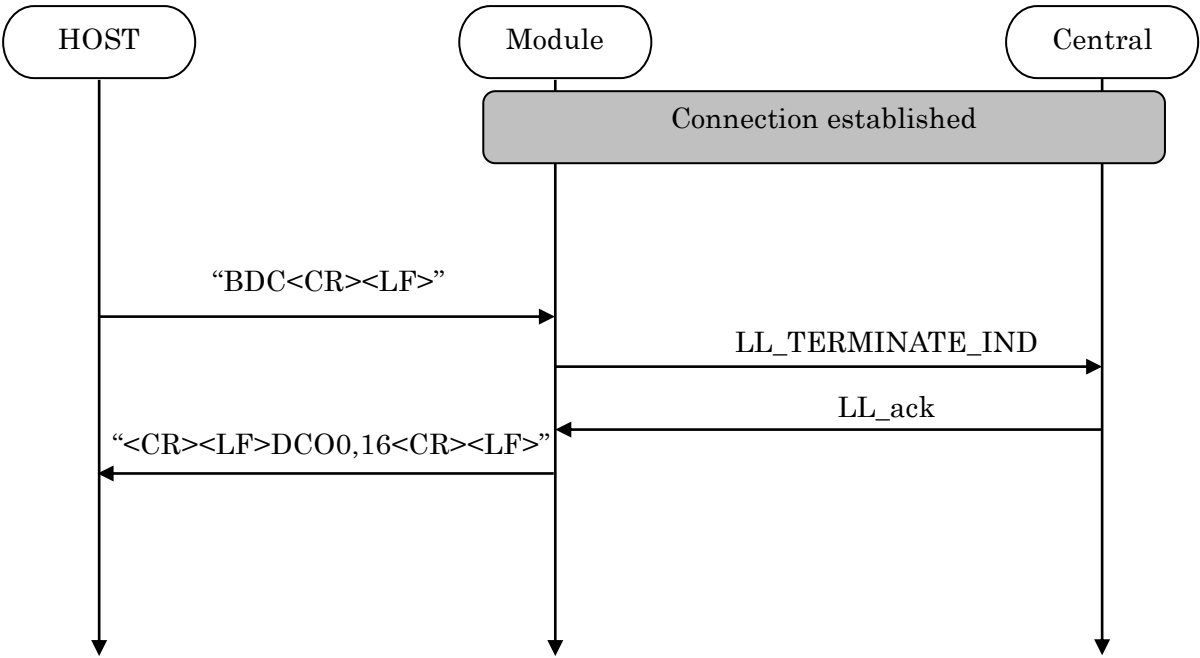 HOST
Module
Central
Connection established
“BDC<CR><LF>”
LL_TERMINATE_IND
LL_ack
“<CR><LF>DCO0,16<CR><LF>”